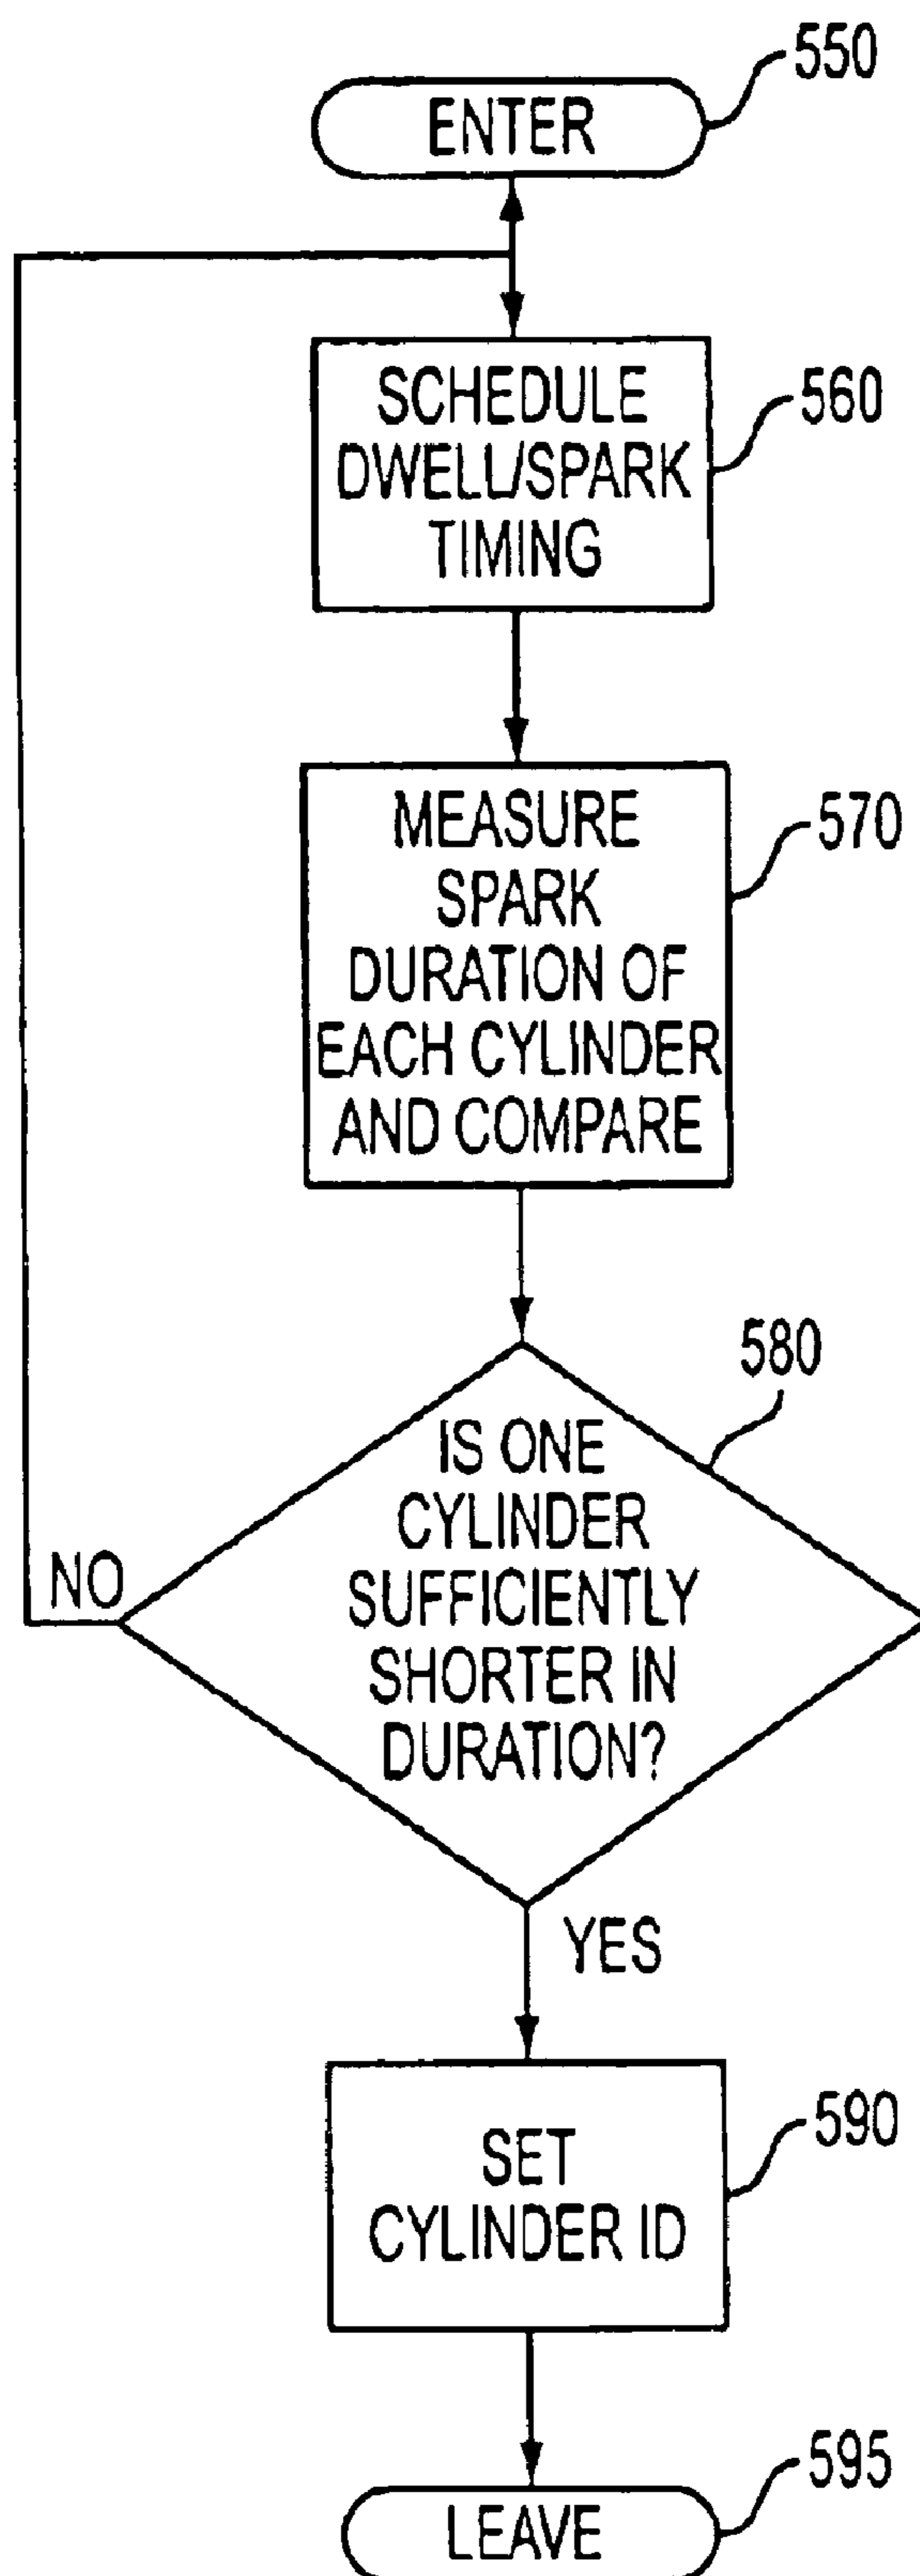 550
ENTER
SCHEDULE
DWELL/SPARK
TIMING
560
MEASURE
SPARK
DURATION OF
EACH CYLINDER
AND COMPARE
570
580
IS ONE
CYLINDER
SUFFICIENTLY
SHORTER IN
DURATION?
NO
YES
590
SET
CYLINDER ID
595
LEAVE